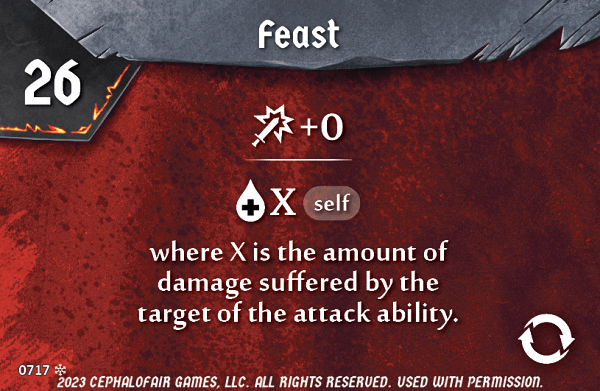 Feast
26
+0
X self
where X is the amount of
damage suffered by the
target of the attack ability.
0717
2023 CEPHALOFAIR GAMES, LLC. ALL RIGHTS RESERVED. USED WITH PERMISSION.